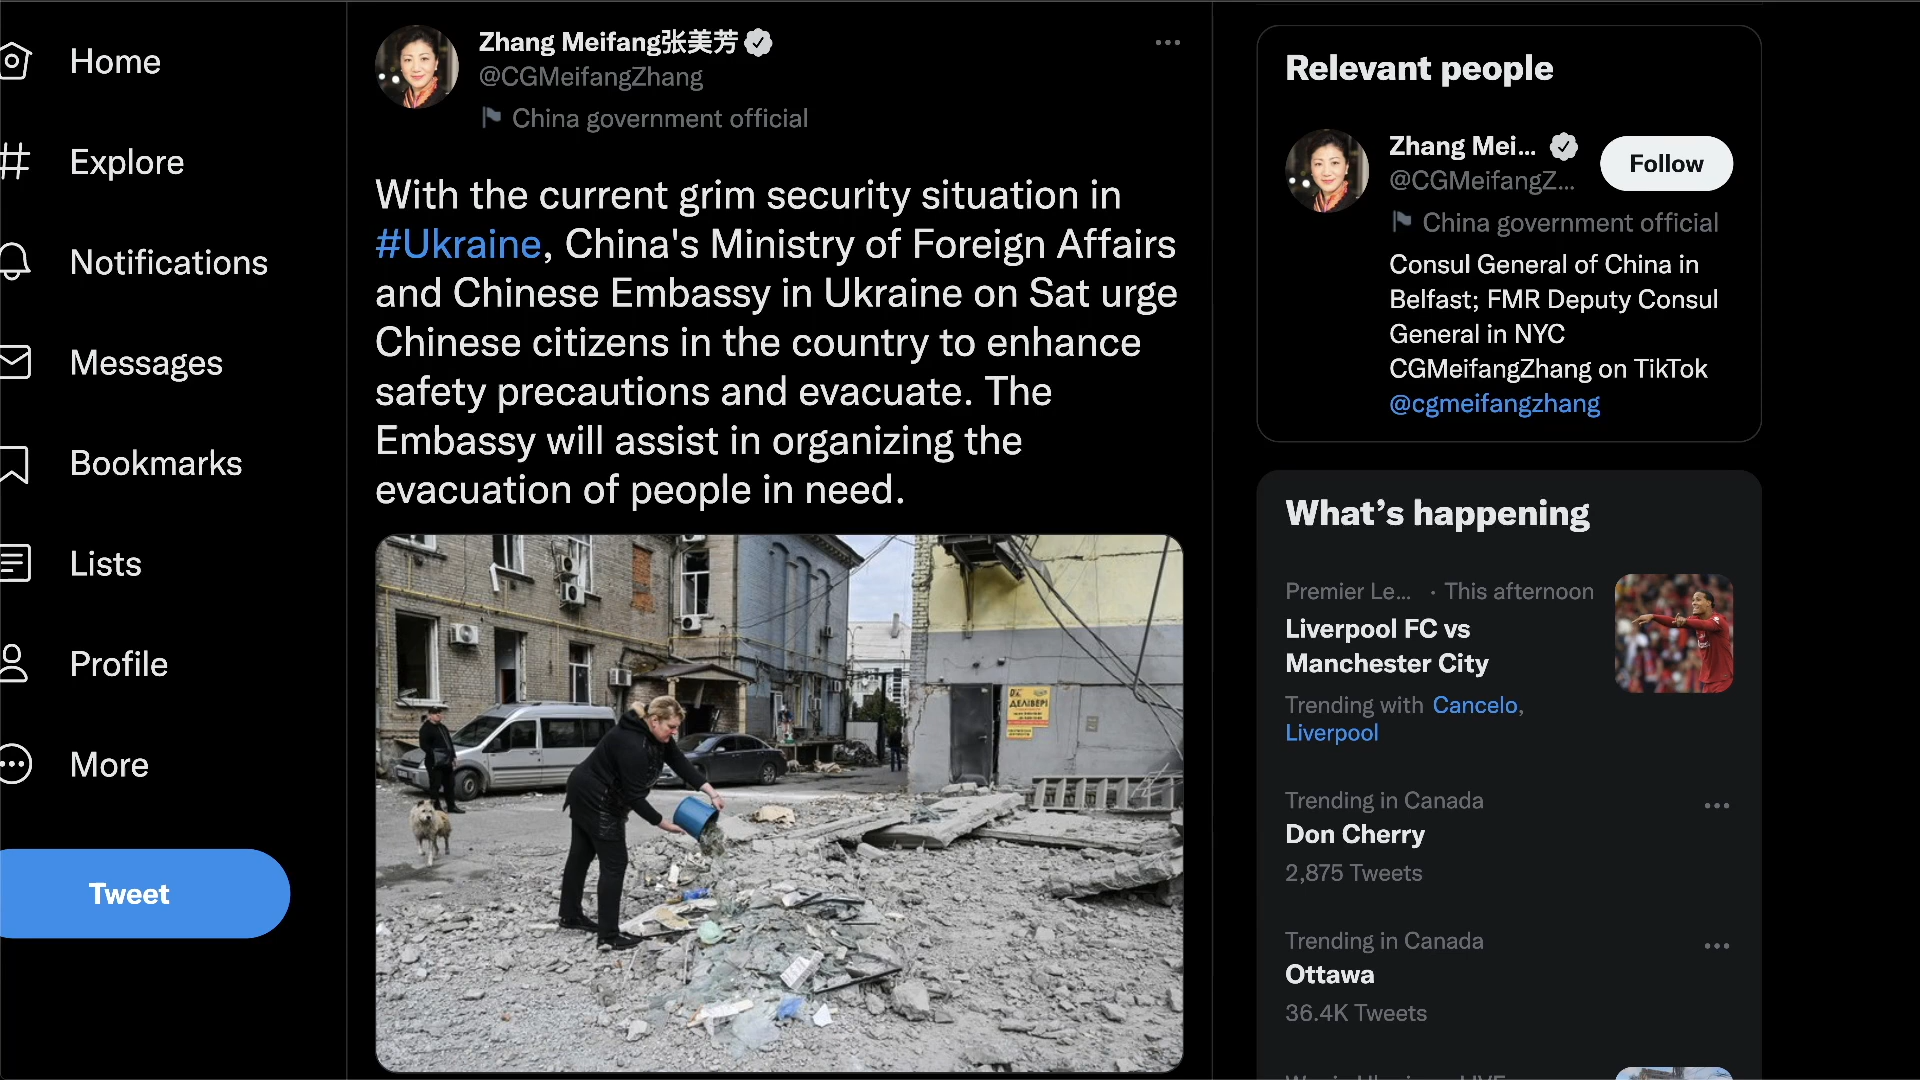 Home
Explore
Notifications
Messages
Bookmarks
Lists
Profile
More
Tweet
Zhang Meifang张美芳
@CGMeifangZhang
China government official
With the current grim security situation in
#Ukraine, China's Ministry of Foreign Affairs
and Chinese Embassy in Ukraine on Sat urge
Chinese citizens in the country to enhance
safety precautions and evacuate. The
Embassy will assist in organizing the
evacuation of people in need.
ДЕЛІВЕРІ
Relevant people
Zhang Mei...
@CGMeifangZ...
Follow
China government official
Consul General of China in
Belfast; FMR Deputy Consul
General in NYC
CGMeifangZhang on TikTok
@cgmeifangzhang
What's happening
Premier Le... · This afternoon
Liverpool FC vs
Manchester City
Trending with Cancelo,
Liverpool
Trending in Canada
Don Cherry
2,875 Tweets
Trending in Canada
Ottawa
36.4K Tweets